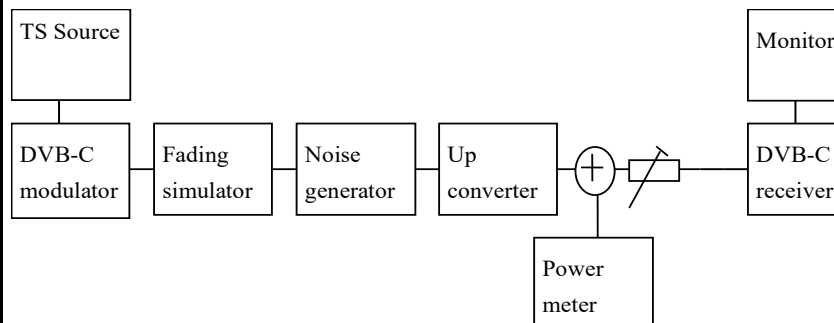 TS Source
Monitor
DVB-C
modulator
Fading
simulator
Noise
generator
Up
converter
DVB-C
receiver
Power
meter